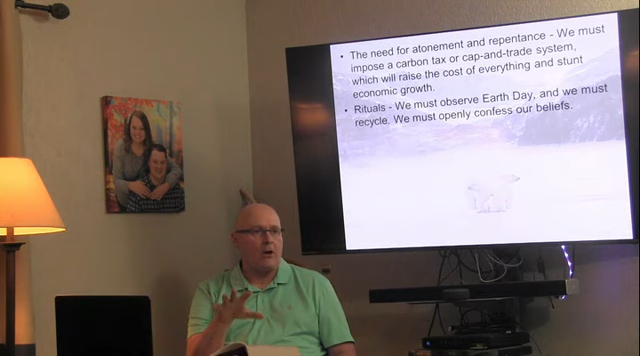 • The need for atonement and repentance - We must
impose a carbon tax or cap-and-trade system,
which will raise the cost of everything and stunt
economic growth.
• Rituals - We must observe Earth Day, and we must
recycle. We must openly confess our beliefs.